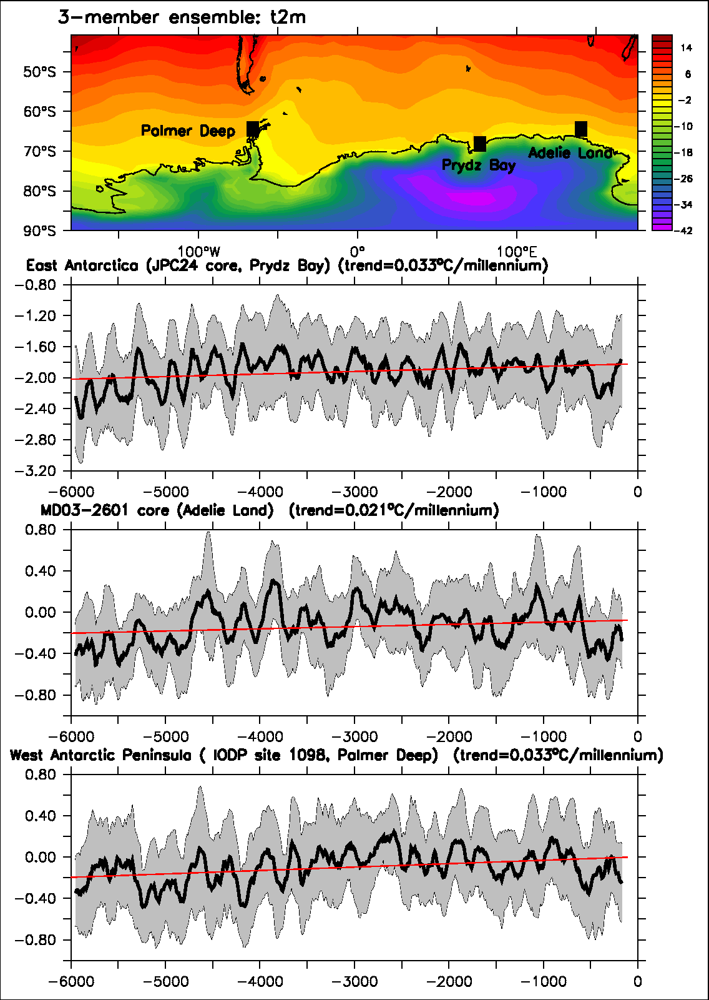 3-member ensemble: t2m
50°S
60°S
70°S
80°S
90°S
Palmer Deep
Prydz Bay
Adelie Land
100°W 0° 100°E
14
6
-2
-10
-18
-26
-34
-42
East Antarctica (JPC24 core, Prydz Bay) (trend=0.033°C/millennium)
-0.80
-1.20
-1.60
-2.00
-2.40
-2.80
-3.20
-6000 -5000 -4000 -3000 -2000 -1000 0
MD03-2601 core (Adelie Land) (trend=0.021°C/millennium)
0.80
0.40
0.00
-0.40
-0.80
-6000 -5000 -4000 -3000 -2000 -1000 0
West Antarctic Peninsula ( IODP site 1098, Palmer Deep) (trend=0.033°C/millennium)
0.80
0.40
0.00
-0.40
-0.80
-6000 -5000 -4000 -3000 -2000 -1000 0